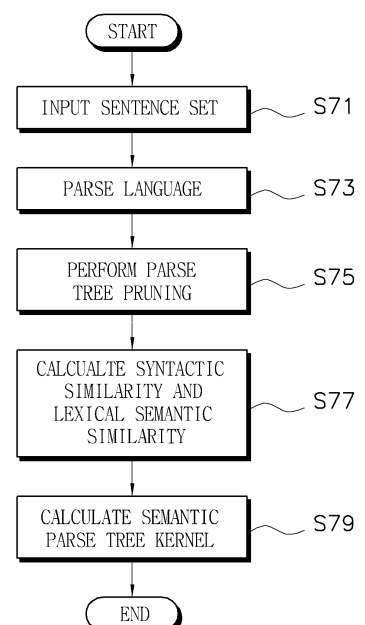 START
INPUT SENTENCE SET
S71
PARSE LANGUAGE
S73
PERFORM PARSE
TREE PRUNING
S75
CALCUALTE SYNTACTIC
SIMILARITY AND
LEXICAL SEMANTIC
SIMILARITY
S77
CALCULATE SEMANTIC
PARSE TREE KERNEL
S79
END